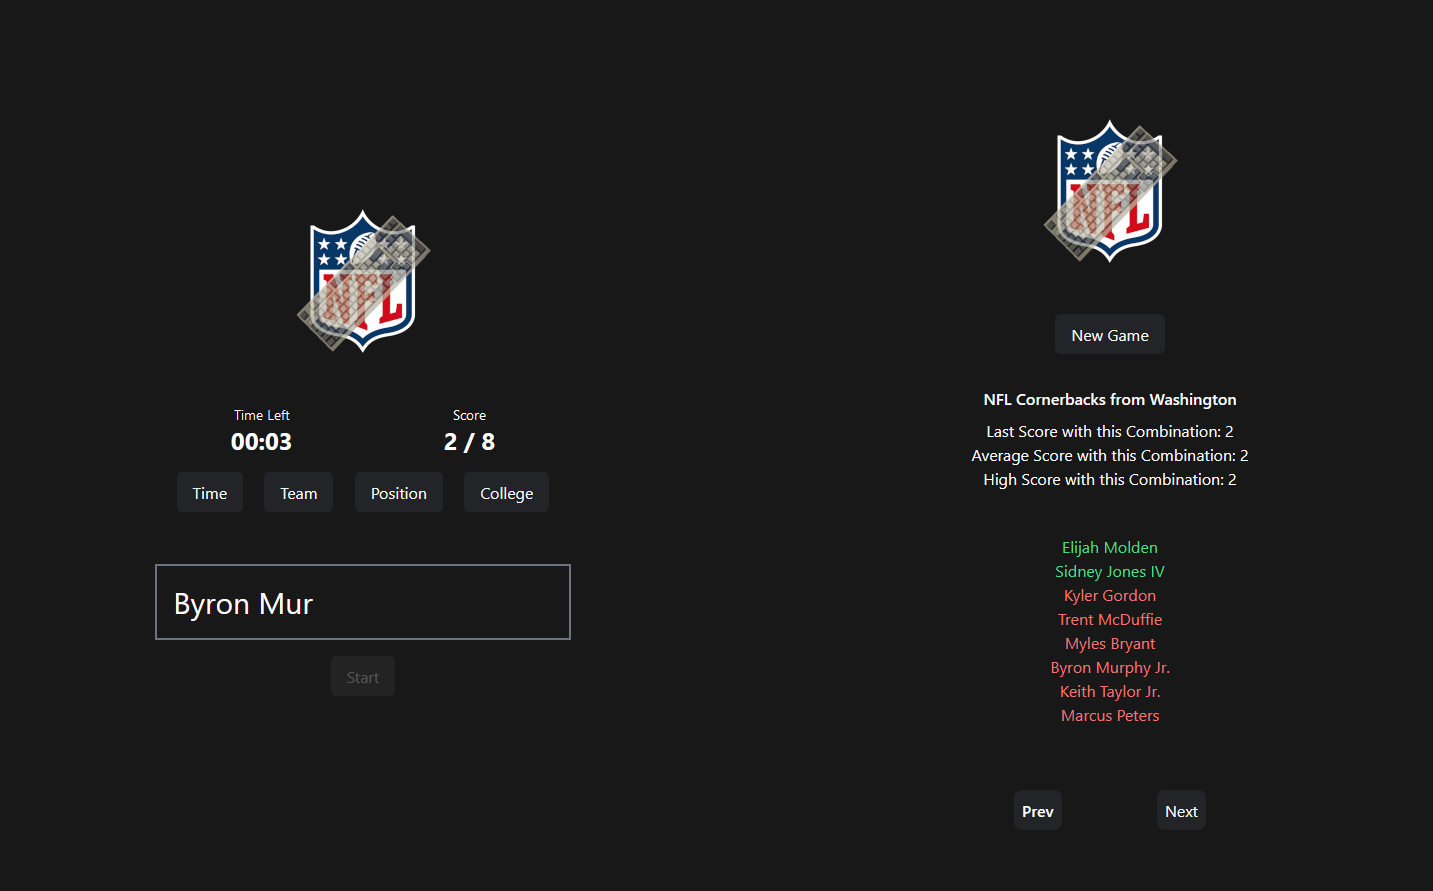 NFL
Time Left
Score
00:03
2 / 8
Time
Team
Position
College
Byron Mur
Start
NFL
New Game
NFL Cornerbacks from Washington
Last Score with this Combination: 2
Average Score with this Combination: 2
High Score with this Combination: 2
Elijah Molden
Sidney Jones IV
Kyler Gordon
Trent McDuffie
Myles Bryant
Byron Murphy Jr.
Keith Taylor Jr.
Marcus Peters
Prev
Next